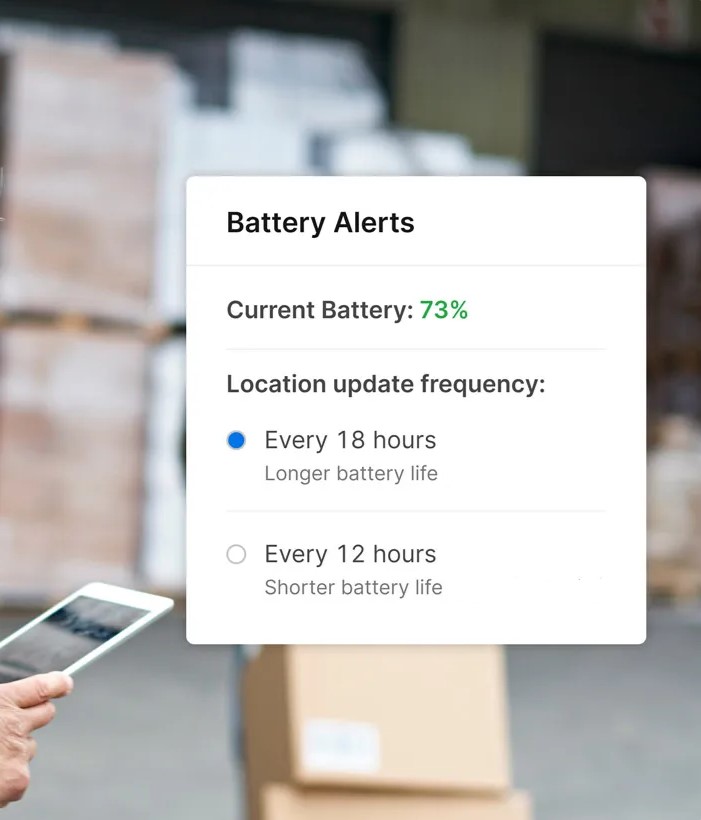 Battery Alerts
Current Battery: 73%
Location update frequency:
Every 18 hours
Longer battery life
Every 12 hours
Shorter battery life